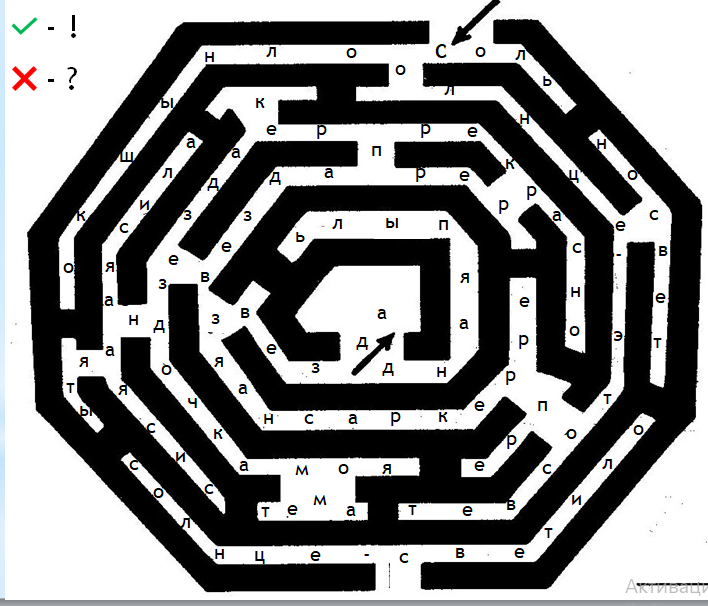 - !
н л о С о л
- ?
о ь
ы к л
е р р е н
а н
ш а п к
л д д а р е ц о
и з р р
к з а с
с л ы п е
ь е с - в
о я е в я
а з е н е
н д з в а а о э
а е д р т
я я о з д н р
т я а т
ы ч е п
н с а р к
с к р ю о
с и а м о я е с л
о с м в и
т е а т е
л т
н ц е - с в е
Активаци